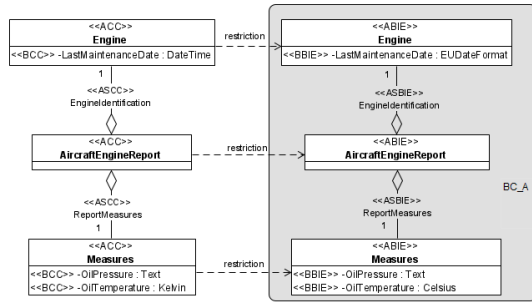 <<ACC>>
Engine
<<BCC>> -LastMaintenanceDate : DateTime
restriction
<<ABIE>>
Engine
<<BBIE>> -LastMaintenanceDate : EUDateFormat
1
<<ASCC>>
EngineIdentification
1
<<ASBIE>>
EngineIdentification
<<ACC>>
AircraftEngineReport
restriction
<<ABIE>>
AircraftEngineReport
BC_A
<<ASCC>>
ReportMeasures
1
<<ASBIE>>
ReportMeasures
1
<<ACC>>
Measures
<<BCC>> -OilPressure : Text
<<BCC>> -OilTemperature : Kelvin
restriction
<<ABIE>>
Measures
<<BBIE>> -OilPressure : Text
<<BBIE>> -OilTemperature : Celsius